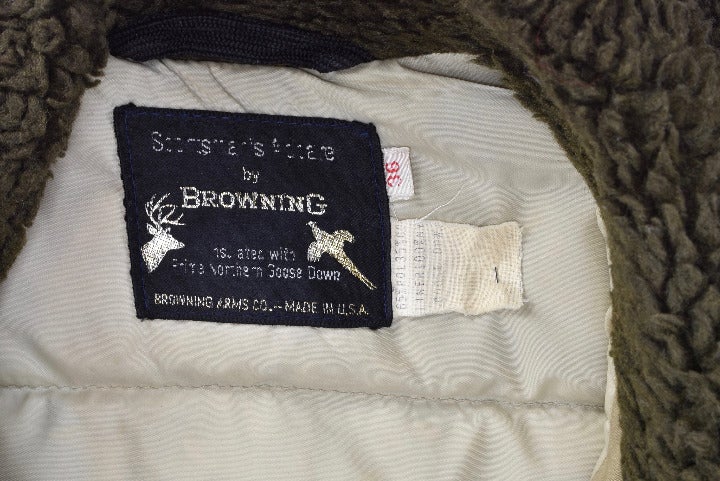 Sportsman's Apparel
by
BROWNING
Insulated with
Prime Northern Goose Down
BROWNING ARMS CO.—MADE IN U.S.A.
36